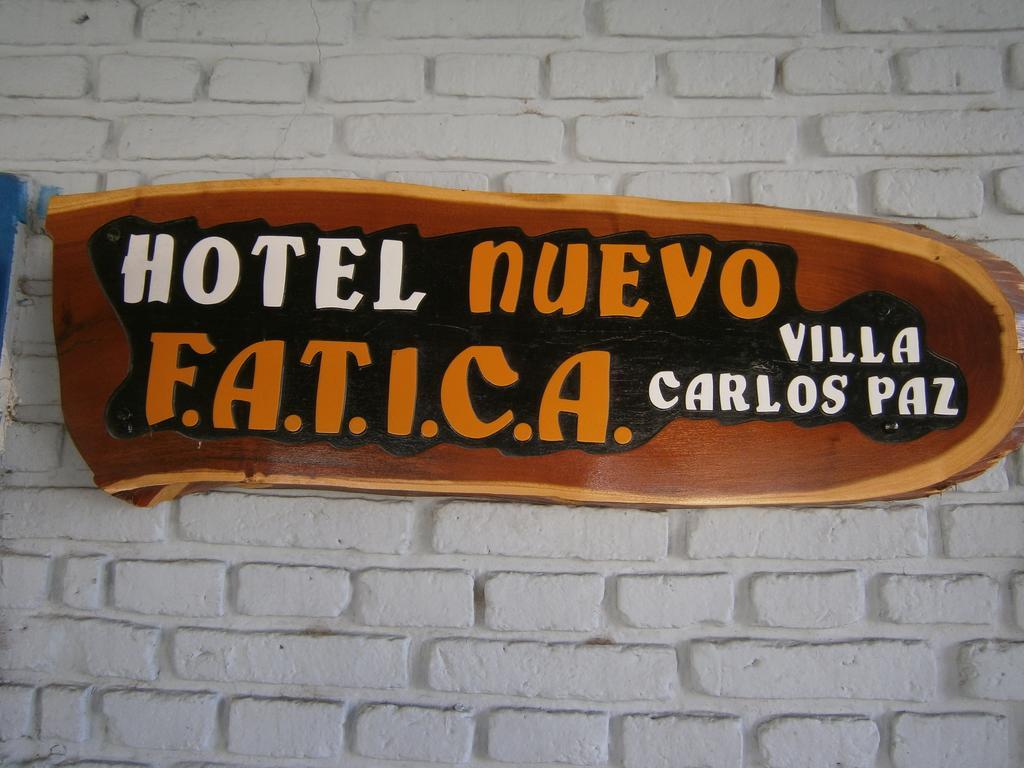 HOTEL NUEVO
F.A.T.I.C.A.
VILLA
CARLOS PAZ